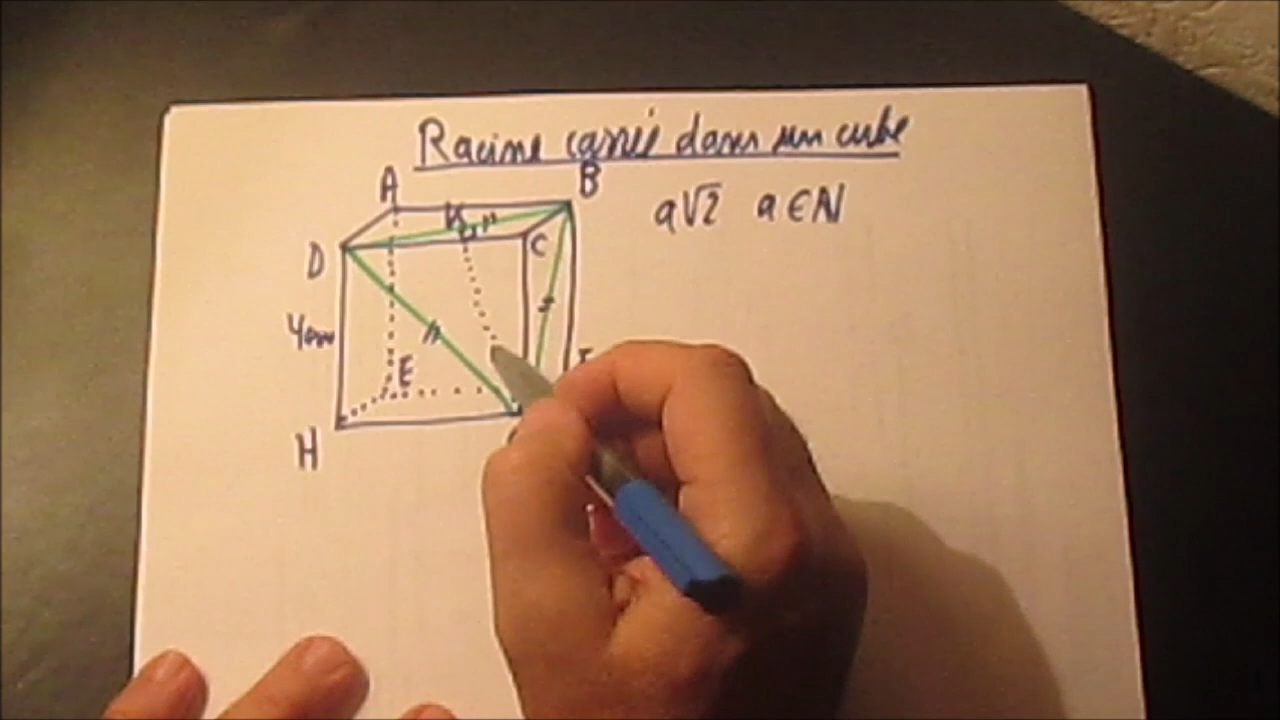 Racine carrée dans un cube
A
B
a√2 a ∈ N
K
D
C
4cm
E
F
H